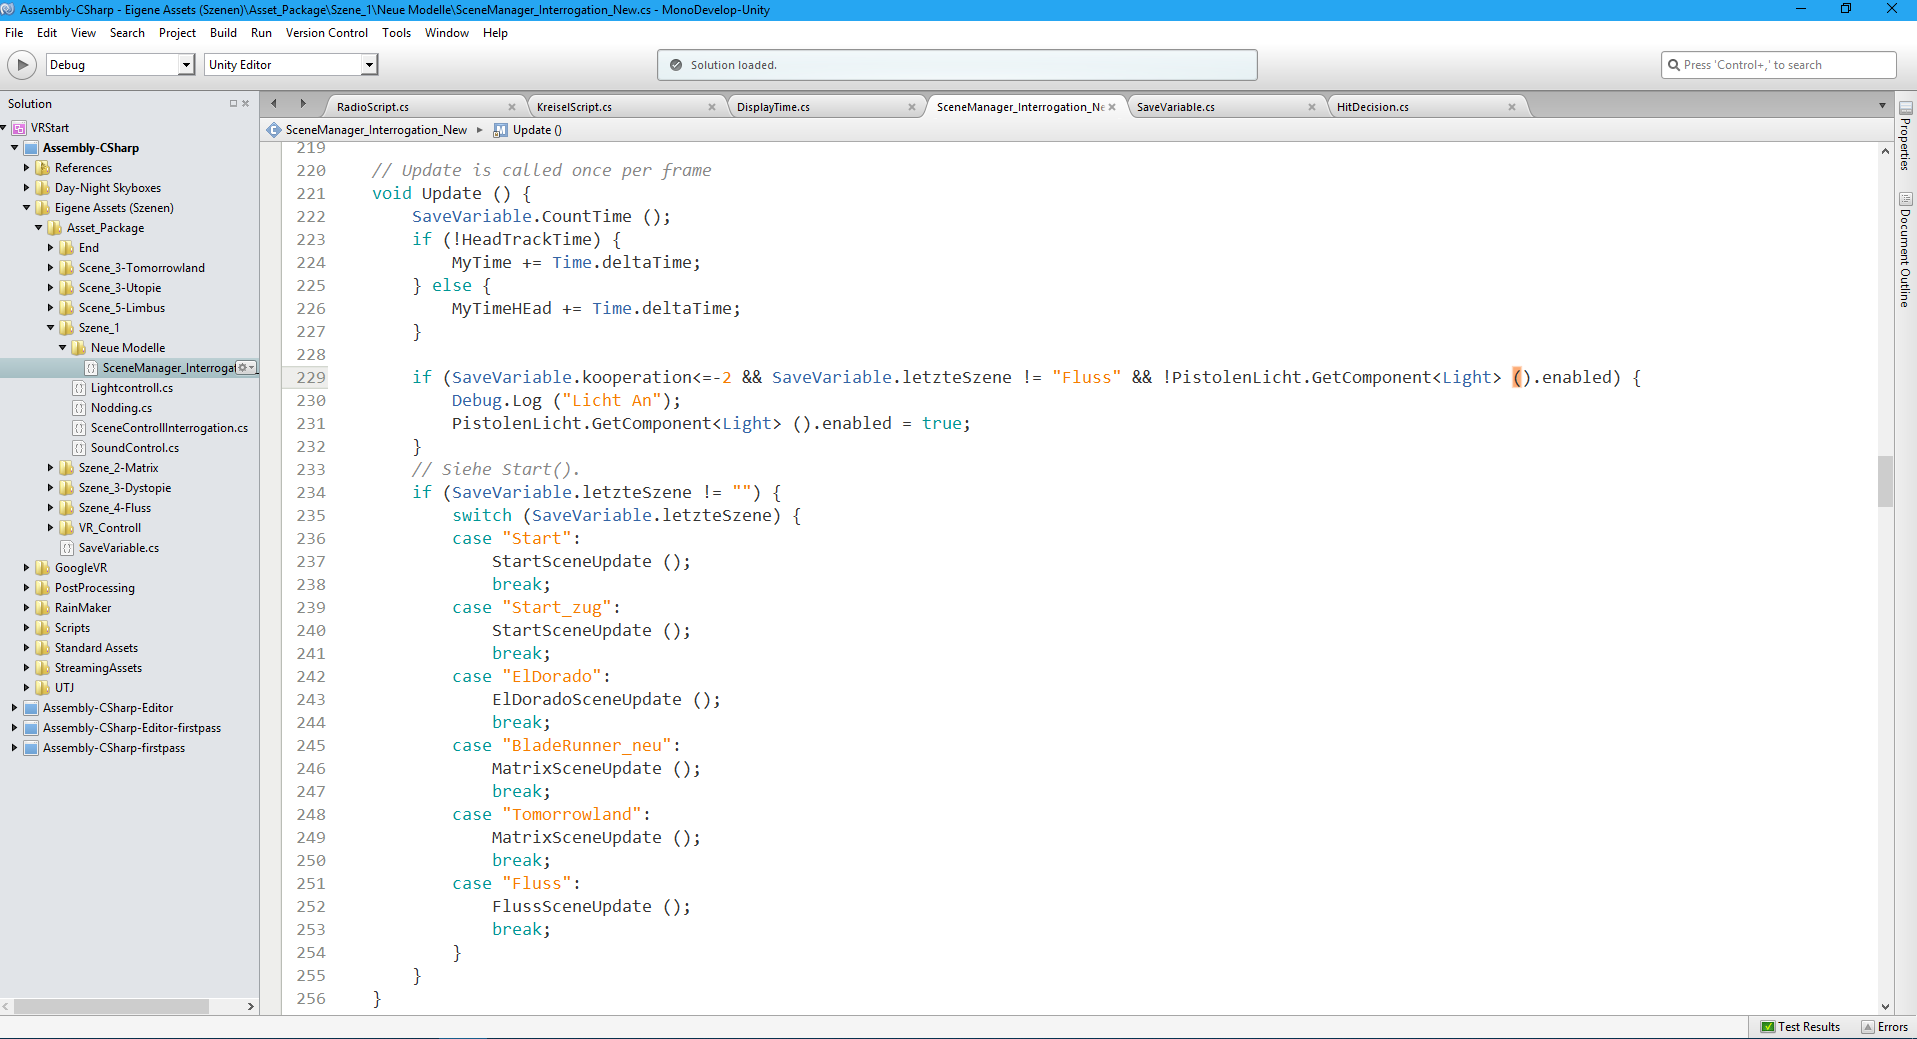 Assembly-CSharp - Eigene Assets (Szenen)\Asset_Package\Szene_1\Neue Modelle\SceneManager_Interrogation_New.cs - MonoDevelop-Unity
File Edit View Search Project Build Run Version Control Tools Window Help
Debug Unity Editor Solution loaded. Press 'Control+,' to search
Solution
RadioScript.cs KreiselScript.cs DisplayTime.cs SceneManager_Interrogation_Ne SaveVariable.cs HitDecision.cs
SceneManager_Interrogation_New Update ()
VRStart
Assembly-CSharp
References
Day-Night Skyboxes
Eigene Assets (Szenen)
Asset_Package
End
Scene_3-Tomorrowland
Scene_3-Utopie
Scene_5-Limbus
Szene_1
Neue Modelle
SceneManager_Interrogat
Lightcontroll.cs
Nodding.cs
SceneControllInterrogation.cs
SoundControl.cs
Szene_2-Matrix
Szene_3-Dystopie
Szene_4-Fluss
VR_Controll
SaveVariable.cs
GoogleVR
PostProcessing
RainMaker
Scripts
Standard Assets
StreamingAssets
UTJ
Assembly-CSharp-Editor
Assembly-CSharp-Editor-firstpass
Assembly-CSharp-firstpass
219
220 // Update is called once per frame
221 void Update () {
222 SaveVariable.CountTime ();
223 if (!HeadTrackTime) {
224 MyTime += Time.deltaTime;
225 } else {
226 MyTimeHEad += Time.deltaTime;
227 }
228
229 if (SaveVariable.kooperation<=-2 && SaveVariable.letzteSzene != "Fluss" && !PistolenLicht.GetComponent<Light> ().enabled) {
230 Debug.Log ("Licht An");
231 PistolenLicht.GetComponent<Light> ().enabled = true;
232 }
233 // Siehe Start().
234 if (SaveVariable.letzteSzene != "") {
235 switch (SaveVariable.letzteSzene) {
236 case "Start":
237 StartSceneUpdate ();
238 break;
239 case "Start_zug":
240 StartSceneUpdate ();
241 break;
242 case "ElDorado":
243 ElDoradoSceneUpdate ();
244 break;
245 case "BladeRunner_neu":
246 MatrixSceneUpdate ();
247 break;
248 case "Tomorrowland":
249 MatrixSceneUpdate ();
250 break;
251 case "Fluss":
252 FlussSceneUpdate ();
253 break;
254 }
255 }
256 }
Properties
Document Outline
Test Results Errors